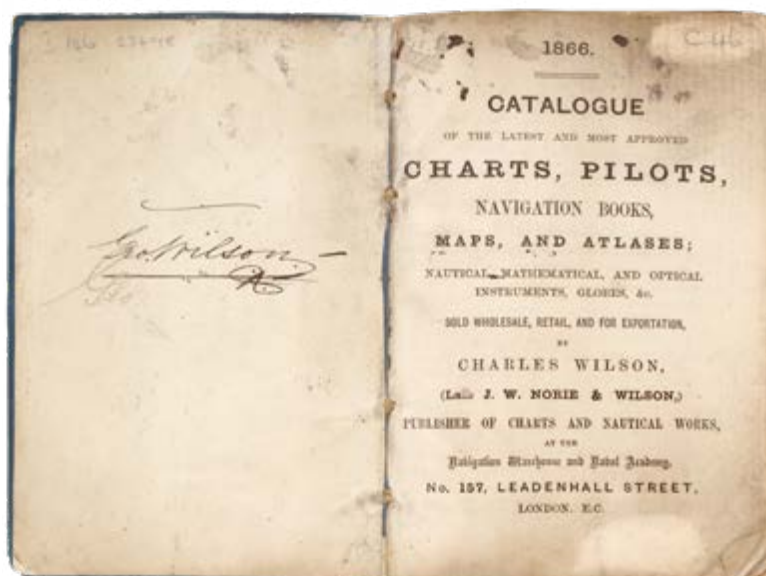 Geo. Wilson
Geo.
1866.
C46
CATALOGUE
OF THE LATEST AND MOST APPROVED
CHARTS, PILOTS,
NAVIGATION BOOKS,
MAPS, AND ATLASES;
NAUTICAL, MATHEMATICAL, AND OPTICAL
INSTRUMENTS, GLOBES, &c.
SOLD WHOLESALE, RETAIL, AND FOR EXPORTATION,
BY
CHARLES WILSON,
(Late J. W. NORIE & WILSON,)
PUBLISHER OF CHARTS AND NAUTICAL WORKS,
AT THE
Navigation Warehouse and Naval Academy,
No. 157, LEADENHALL STREET,
LONDON. E.C.